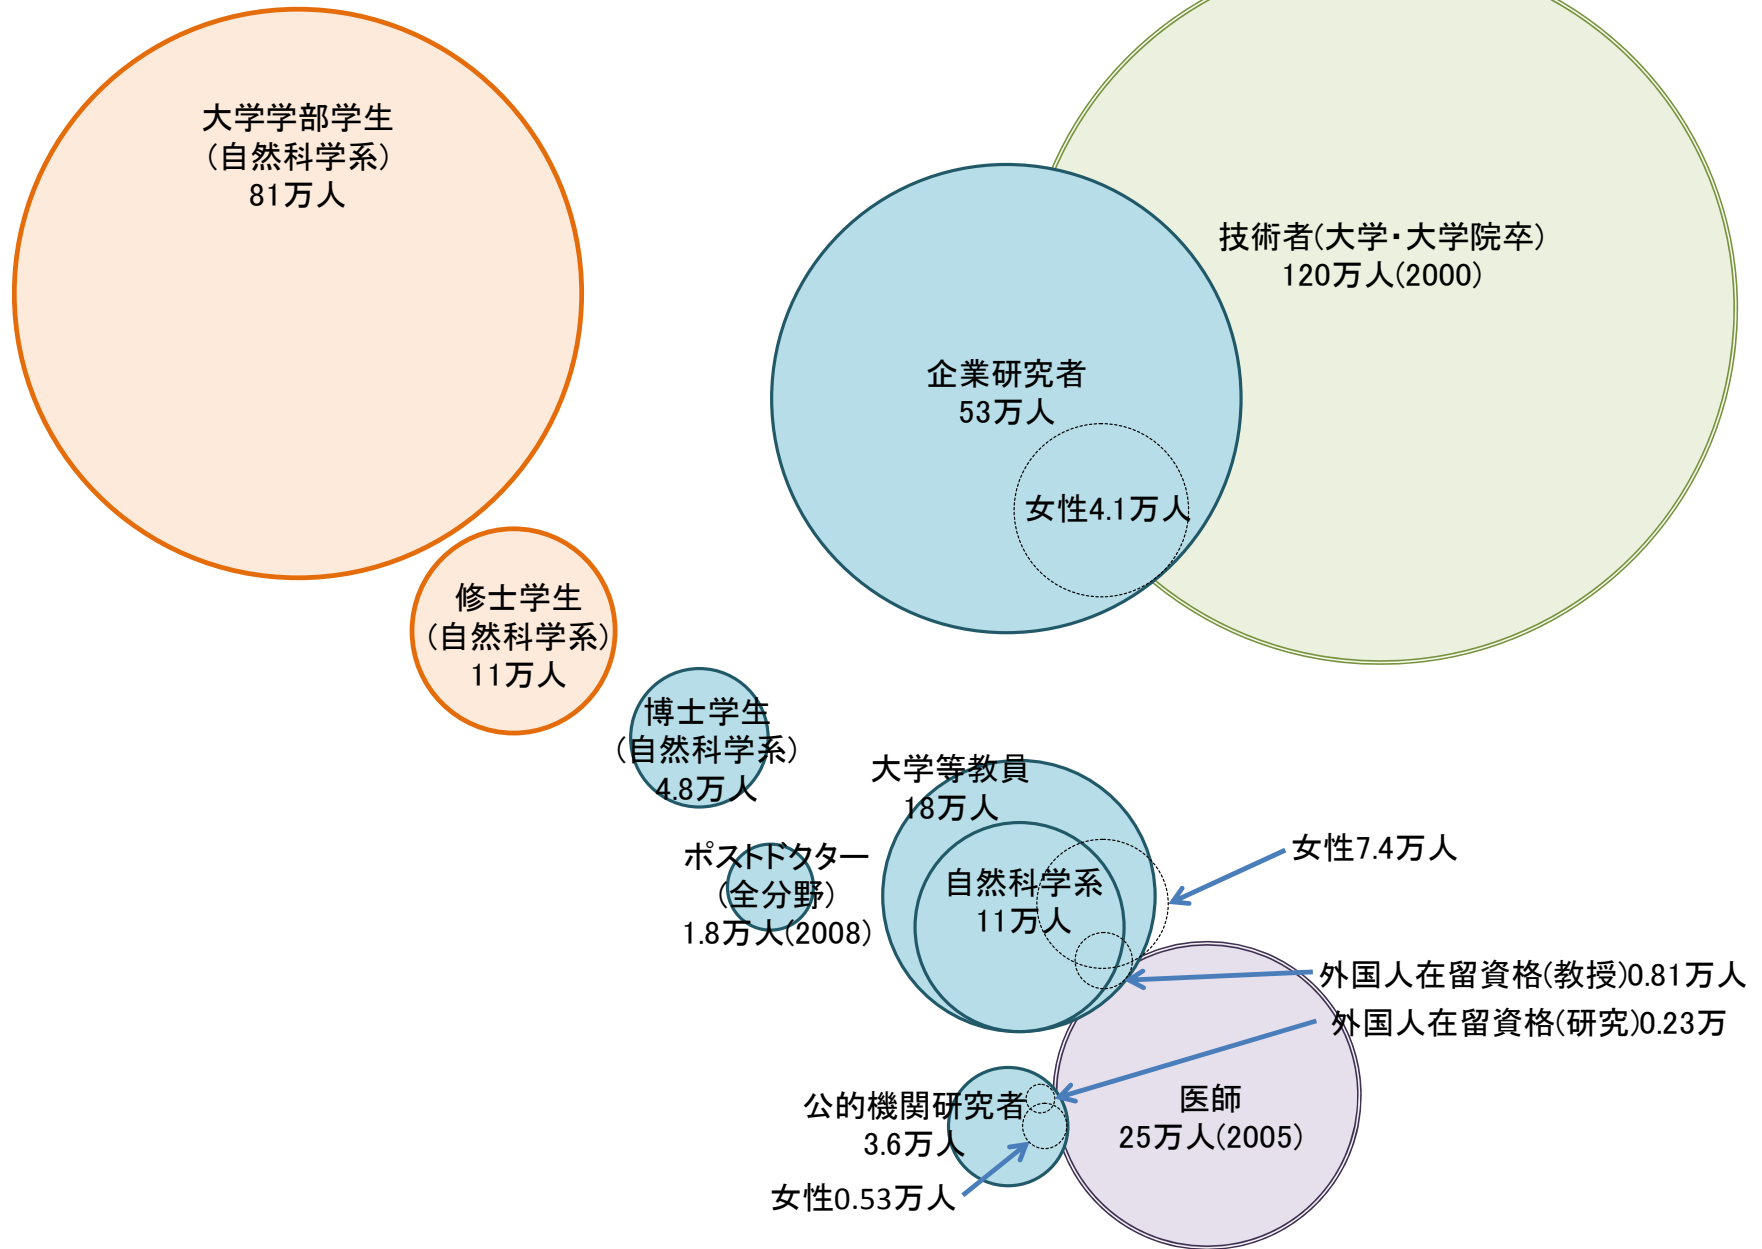 大学学部学生
(自然科学系)
81万人
技術者(大学・大学院卒)
120万人(2000)
企業研究者
53万人
女性4.1万人
修士学生
(自然科学系)
11万人
博士学生
(自然科学系)
4.8万人
大学等教員
18万人
自然科学系
11万人
女性7.4万人
ポストドクター
(全分野)
1.8万人(2008)
外国人在留資格(教授)0.81万人
外国人在留資格(研究)0.23万
公的機関研究者
3.6万人
医師
25万人(2005)
女性0.53万人